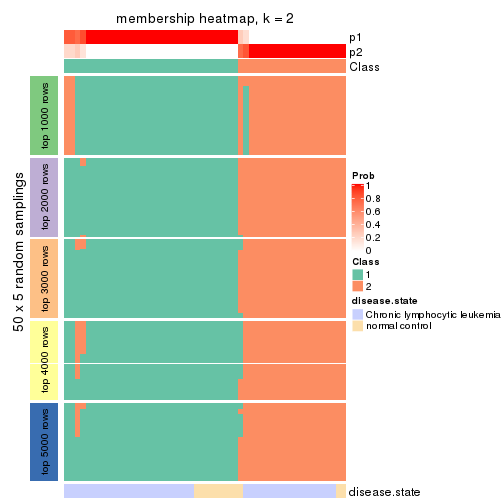 membership heatmap, k = 2
p1
p2
Class
50 x 5 random samplings
top 1000 rows
top 2000 rows
top 3000 rows
top 4000 rows
top 5000 rows
Prob
1
0.8
0.6
0.4
0.2
0
Class
1
2
disease.state
Chronic lymphocytic leukemia
normal control
disease.state